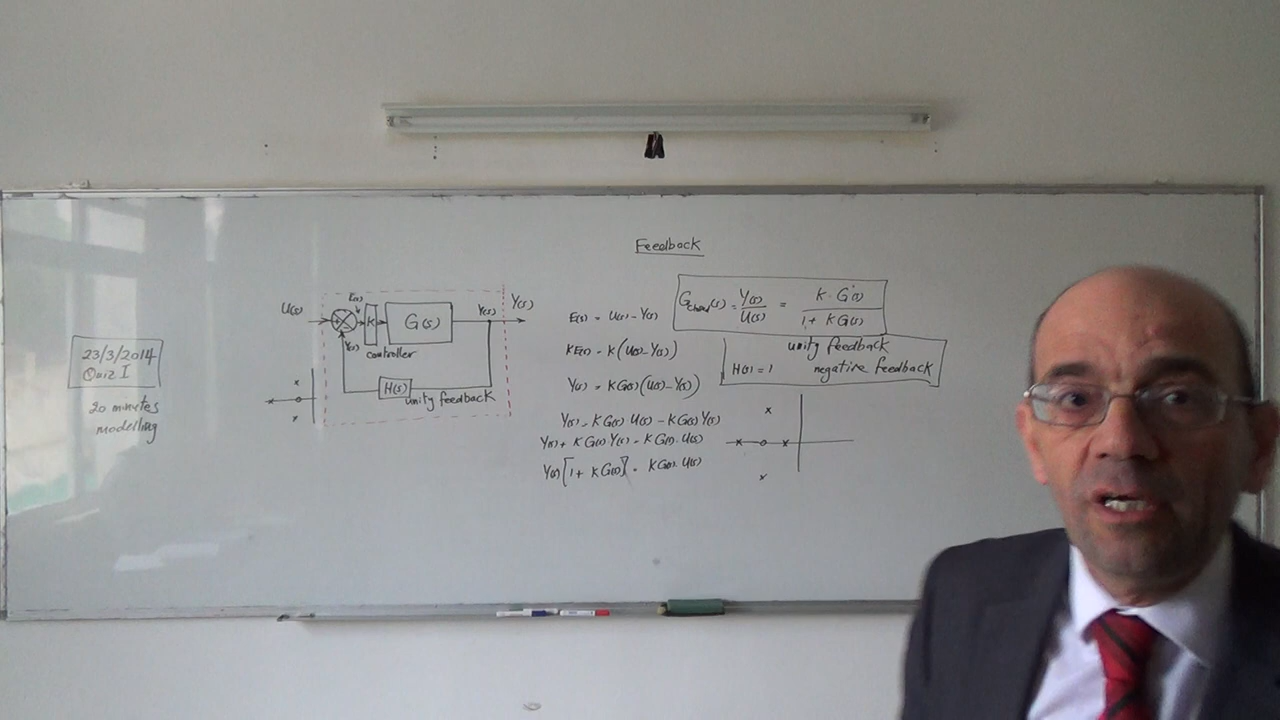 Feedback
23/3/2014
Quiz I
20 minutes
modelling
U(s)
E(s)
K
G(s)
Y(s)
Y(s)
Y(s)
controller
H(s)
unity feedback
E(s) = U(s) - Y(s)
KE(s) = K(U(s) - Y(s))
Y(s) = KG(s)(U(s) - Y(s))
Y(s) = KG(s) U(s) - KG(s) Y(s)
Y(s) + KG(s) Y(s) = KG(s) U(s)
Y(s)[1 + KG(s)] = KG(s) U(s)
G closed (s) = Y(s) / U(s) = K · G(s) / 1 + KG(s)
unity feedback
H(s) = 1 negative feedback